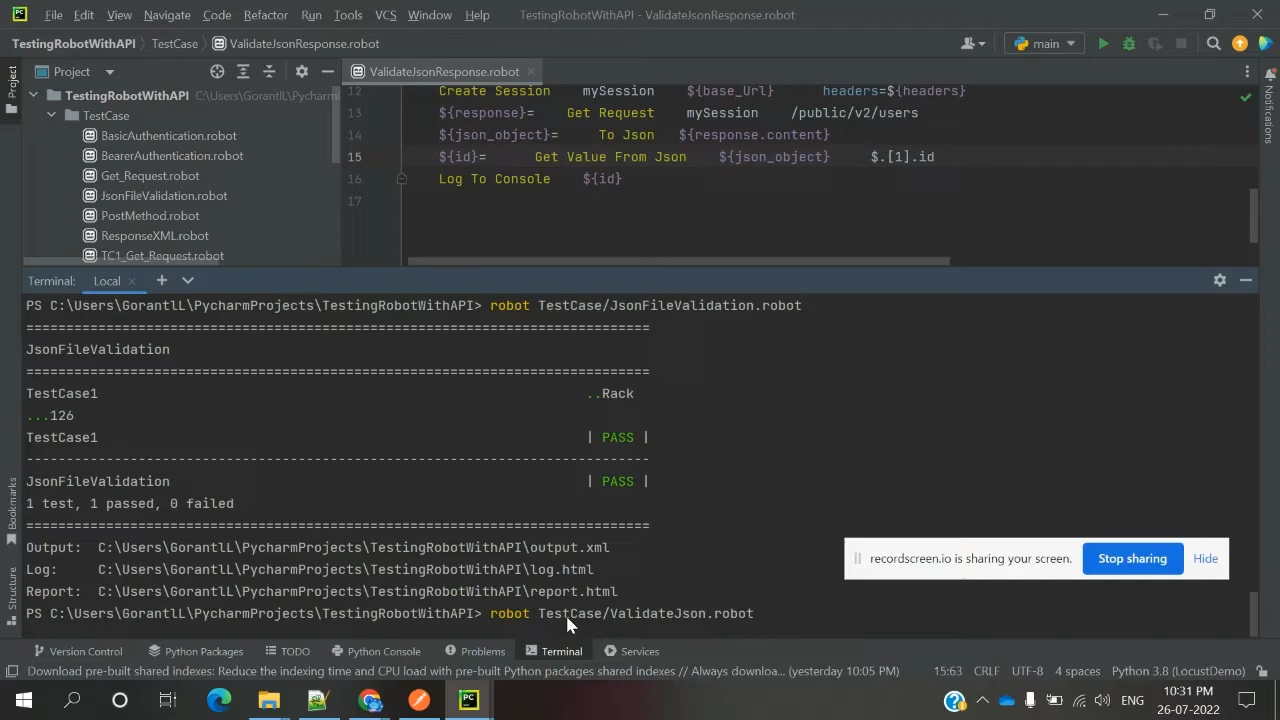 File Edit View Navigate Code Refactor Run Tools VCS Window Help TestingRobotWithAPI - ValidateJsonResponse.robot
TestingRobotWithAPI TestCase ValidateJsonResponse.robot main
Project ValidateJsonResponse.robot
Project
TestingRobotWithAPI C:\Users\GorantlL\Pycharm
TestCase
BasicAuthentication.robot
BearerAuthentication.robot
Get_Request.robot
JsonFileValidation.robot
PostMethod.robot
ResponseXML.robot
TC1_Get_Request.robot
12 Create Session mySession ${base_Url} headers=${headers}
13 ${response}= Get Request mySession /public/v2/users
14 ${json_object}= To Json ${response.content}
15 ${id}= Get Value From Json ${json_object} $.[1].id
16 Log To Console ${id}
17
Notifications
Terminal: Local
PS C:\Users\GorantlL\PycharmProjects\TestingRobotWithAPI> robot TestCase/JsonFileValidation.robot
==============================================================================
JsonFileValidation
==============================================================================
TestCase1 ..Rack
...126
TestCase1 | PASS |
------------------------------------------------------------------------------
JsonFileValidation | PASS |
1 test, 1 passed, 0 failed
==============================================================================
Output: C:\Users\GorantlL\PycharmProjects\TestingRobotWithAPI\output.xml
Log: C:\Users\GorantlL\PycharmProjects\TestingRobotWithAPI\log.html
Report: C:\Users\GorantlL\PycharmProjects\TestingRobotWithAPI\report.html
PS C:\Users\GorantlL\PycharmProjects\TestingRobotWithAPI> robot TestCase/ValidateJson.robot
recordscreen.io is sharing your screen. Stop sharing Hide
Bookmarks
Structure
Version Control Python Packages TODO Python Console Problems Terminal Services
Download pre-built shared indexes: Reduce the indexing time and CPU load with pre-built Python packages shared indexes // Always downloa... (yesterday 10:05 PM) 15:63 CRLF UTF-8 4 spaces Python 3.8 (LocustDemo)
PC ENG 10:31 PM
26-07-2022